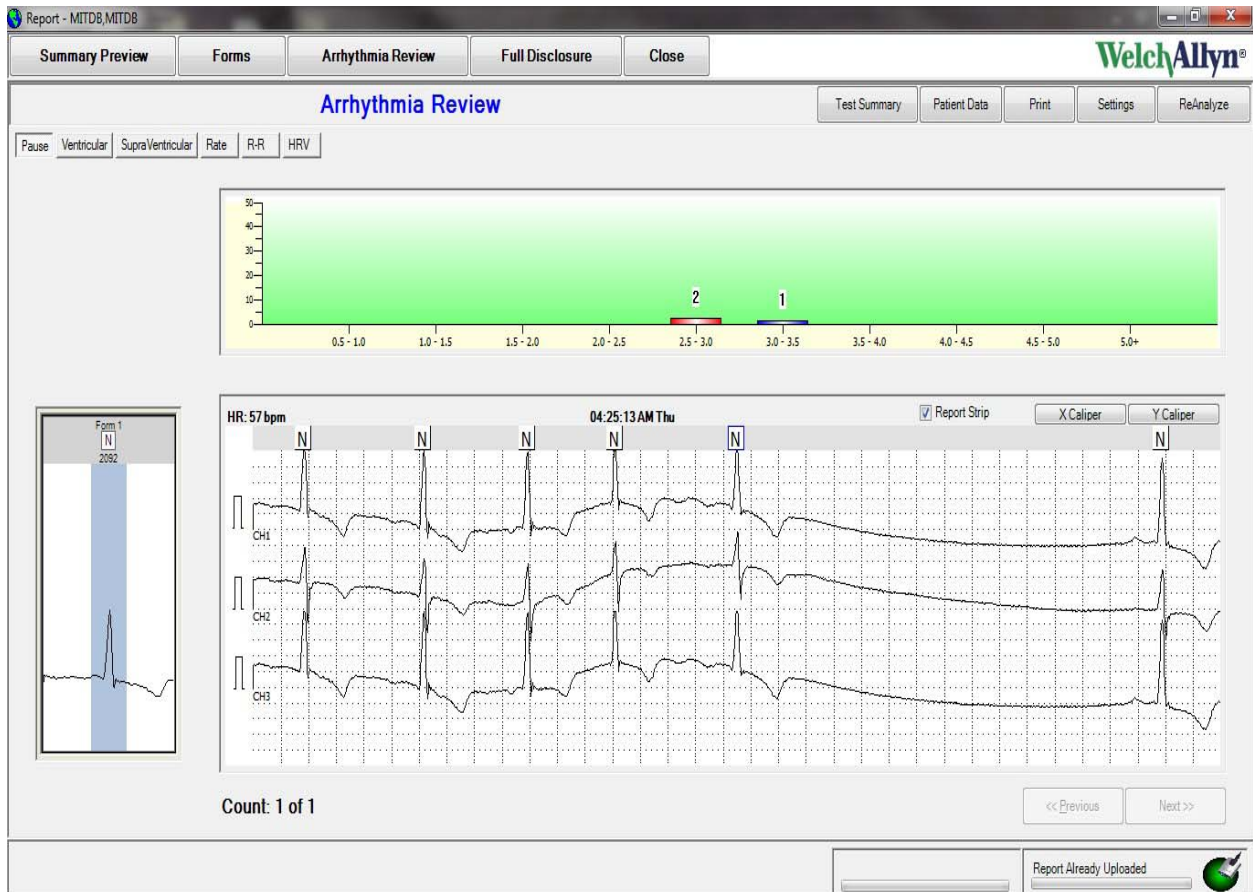 Report - MITDB,MITDB
Summary Preview Forms Arrhythmia Review Full Disclosure Close
WelchAllyn®
Arrhythmia Review
Test Summary Patient Data Print Settings ReAnalyze
Pause Ventricular SupraVentricular Rate R-R HRV
50
40
30
20
10
0
2 1
0.5 - 1.0 1.0 - 1.5 1.5 - 2.0 2.0 - 2.5 2.5 - 3.0 3.0 - 3.5 3.5 - 4.0 4.0 - 4.5 4.5 - 5.0 5.0+
Form 1
N
2092
HR: 57 bpm 04:25:13 AM Thu Report Strip X Caliper Y Caliper
N N N N N N
CH1
CH2
CH3
Count: 1 of 1
<< Previous Next >>
Report Already Uploaded